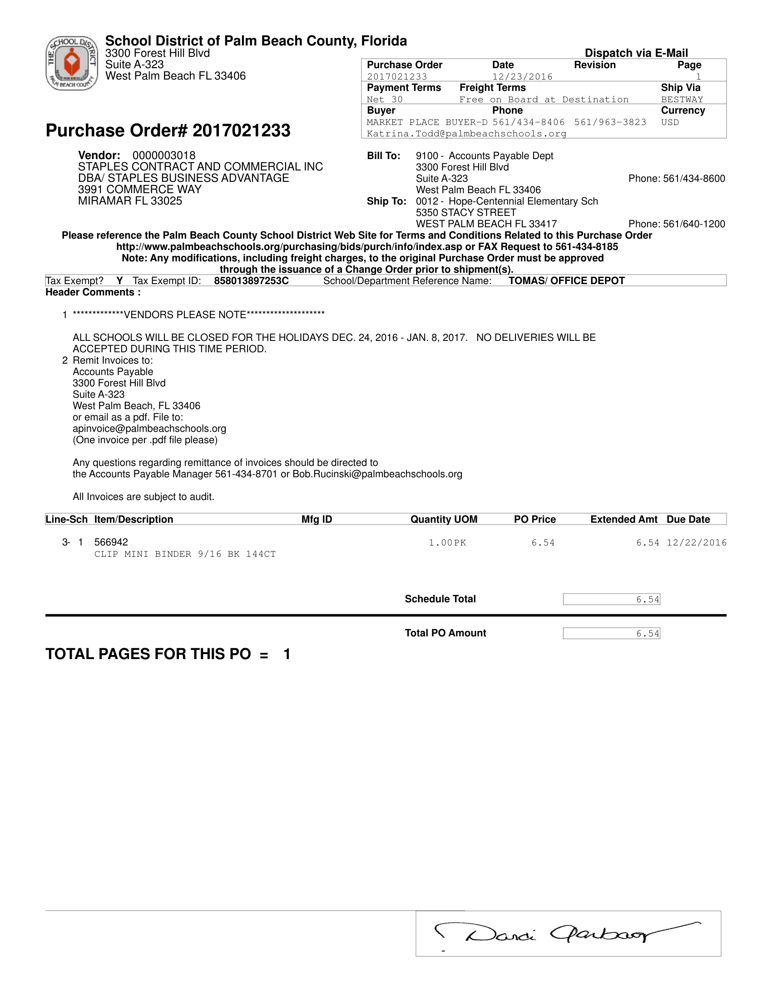 THE SCHOOL DISTRICT
PALM BEACH COUNTY
School District of Palm Beach County, Florida
3300 Forest Hill Blvd
Suite A-323
West Palm Beach FL 33406
Dispatch via E-Mail
Purchase Order Date Revision Page
2017021233 12/23/2016 1
Payment Terms Freight Terms Ship Via
Net 30 Free on Board at Destination BESTWAY
Buyer Phone Currency
MARKET PLACE BUYER-D 561/434-8406 561/963-3823 USD
Katrina.Todd@palmbeachschools.org
Purchase Order# 2017021233
Vendor: 0000003018
STAPLES CONTRACT AND COMMERCIAL INC
DBA/ STAPLES BUSINESS ADVANTAGE
3991 COMMERCE WAY
MIRAMAR FL 33025
Bill To: 9100 - Accounts Payable Dept
3300 Forest Hill Blvd
Suite A-323 Phone: 561/434-8600
West Palm Beach FL 33406
Ship To: 0012 - Hope-Centennial Elementary Sch
5350 STACY STREET
WEST PALM BEACH FL 33417 Phone: 561/640-1200
Please reference the Palm Beach County School District Web Site for Terms and Conditions Related to this Purchase Order
http://www.palmbeachschools.org/purchasing/bids/purch/info/index.asp or FAX Request to 561-434-8185
Note: Any modifications, including freight charges, to the original Purchase Order must be approved
through the issuance of a Change Order prior to shipment(s).
Tax Exempt? Y Tax Exempt ID: 858013897253C School/Department Reference Name: TOMAS/ OFFICE DEPOT
Header Comments :
1 *************VENDORS PLEASE NOTE********************
ALL SCHOOLS WILL BE CLOSED FOR THE HOLIDAYS DEC. 24, 2016 - JAN. 8, 2017. NO DELIVERIES WILL BE
ACCEPTED DURING THIS TIME PERIOD.
2 Remit Invoices to:
Accounts Payable
3300 Forest Hill Blvd
Suite A-323
West Palm Beach, FL 33406
or email as a pdf. File to:
apinvoice@palmbeachschools.org
(One invoice per .pdf file please)
Any questions regarding remittance of invoices should be directed to
the Accounts Payable Manager 561-434-8701 or Bob.Rucinski@palmbeachschools.org
All Invoices are subject to audit.
Line-Sch Item/Description Mfg ID Quantity UOM PO Price Extended Amt Due Date
3- 1 566942 1.00 PK 6.54 6.54 12/22/2016
CLIP MINI BINDER 9/16 BK 144CT
Schedule Total 6.54
Total PO Amount 6.54
TOTAL PAGES FOR THIS PO = 1
Darci
-